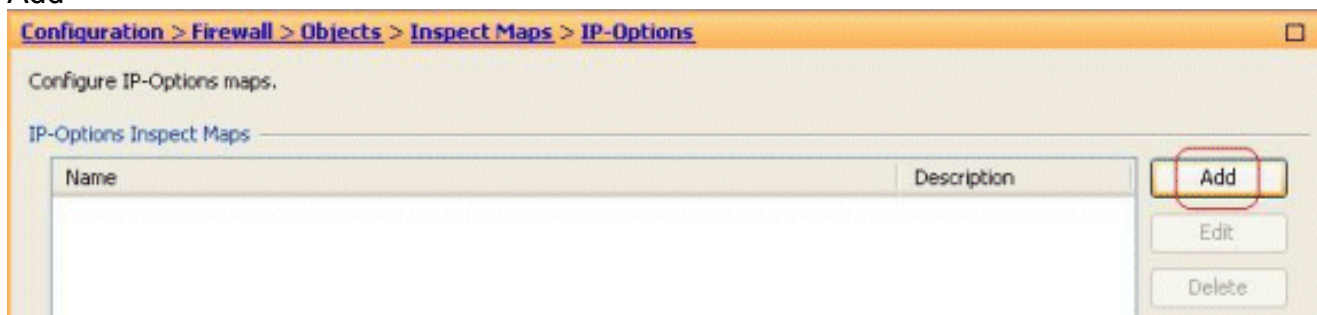 Add
Configuration > Firewall > Objects > Inspect Maps > IP-Options
Configure IP-Options maps.
IP-Options Inspect Maps
Name Description Add
Edit
Delete